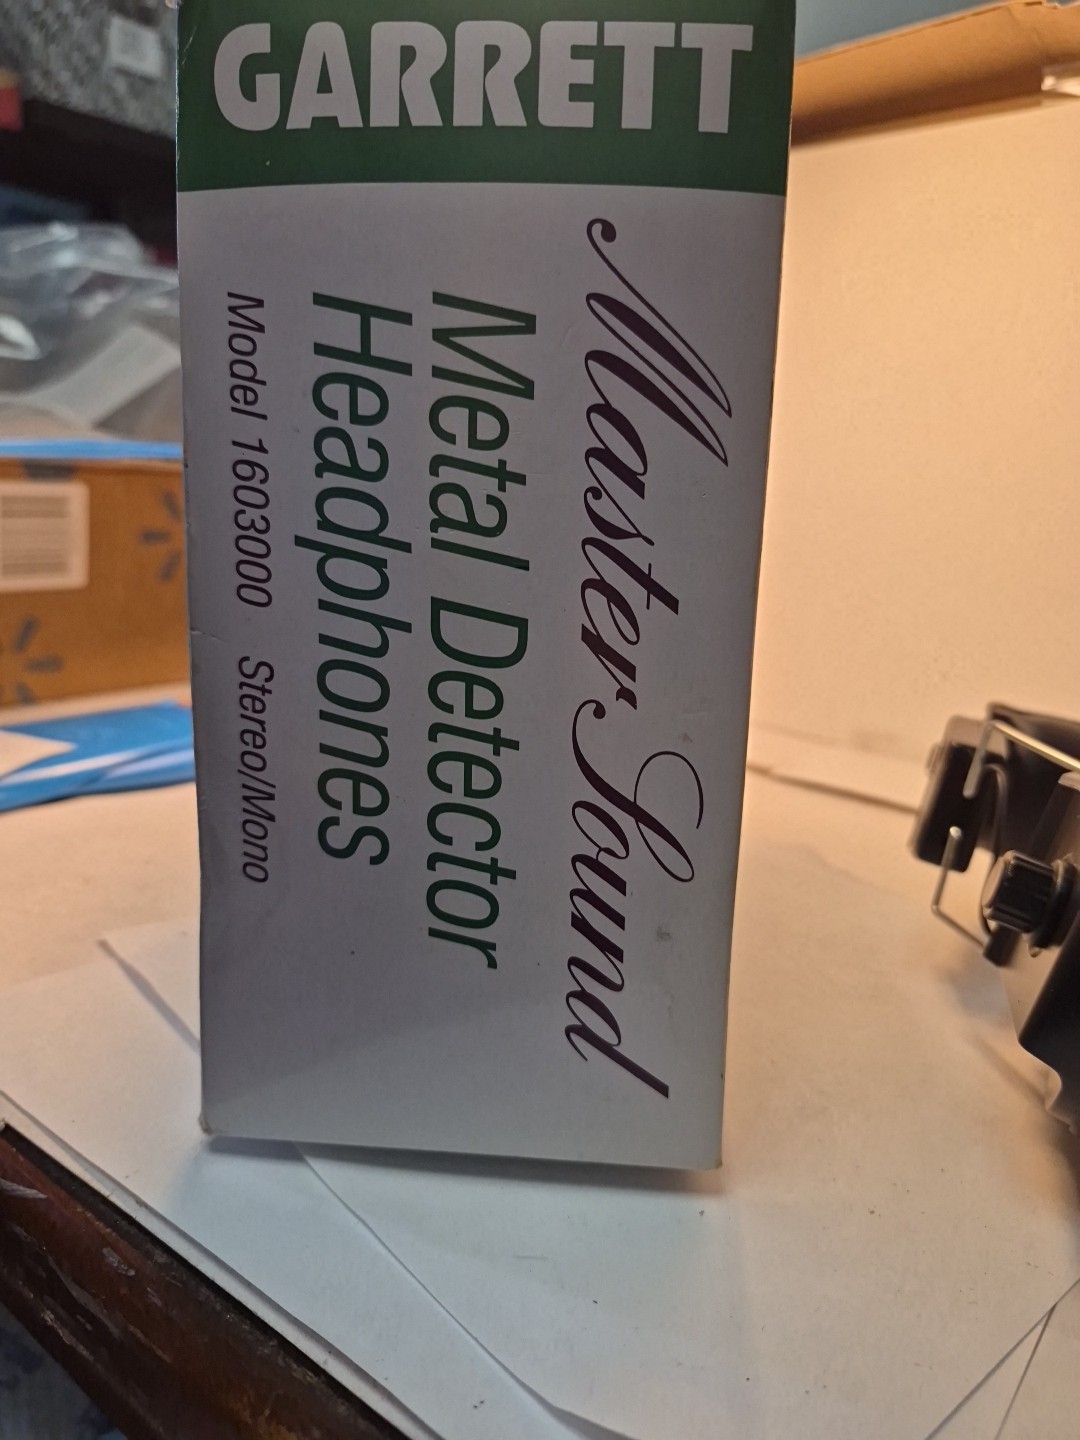 GARRETT
Master Sound
Metal Detector
Headphones
Model 1603000 Stereo/Mono